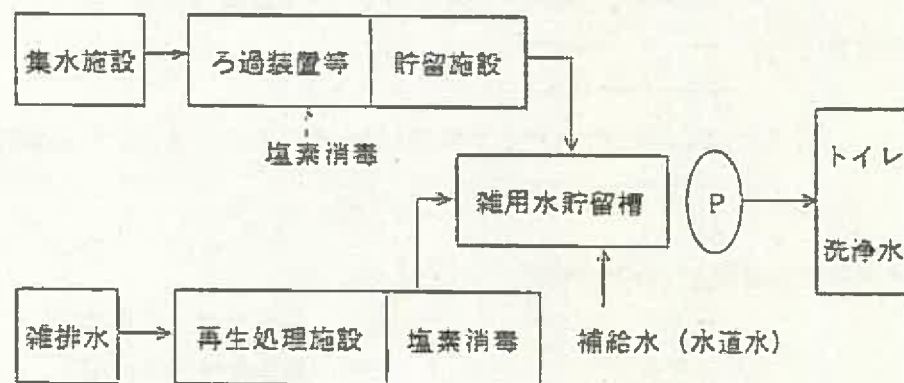 集水施設
ろ過装置等
貯留施設
塩素消毒
雑用水貯留槽
P
トイレ
洗浄水
雑排水
再生処理施設
塩素消毒
補給水（水道水）